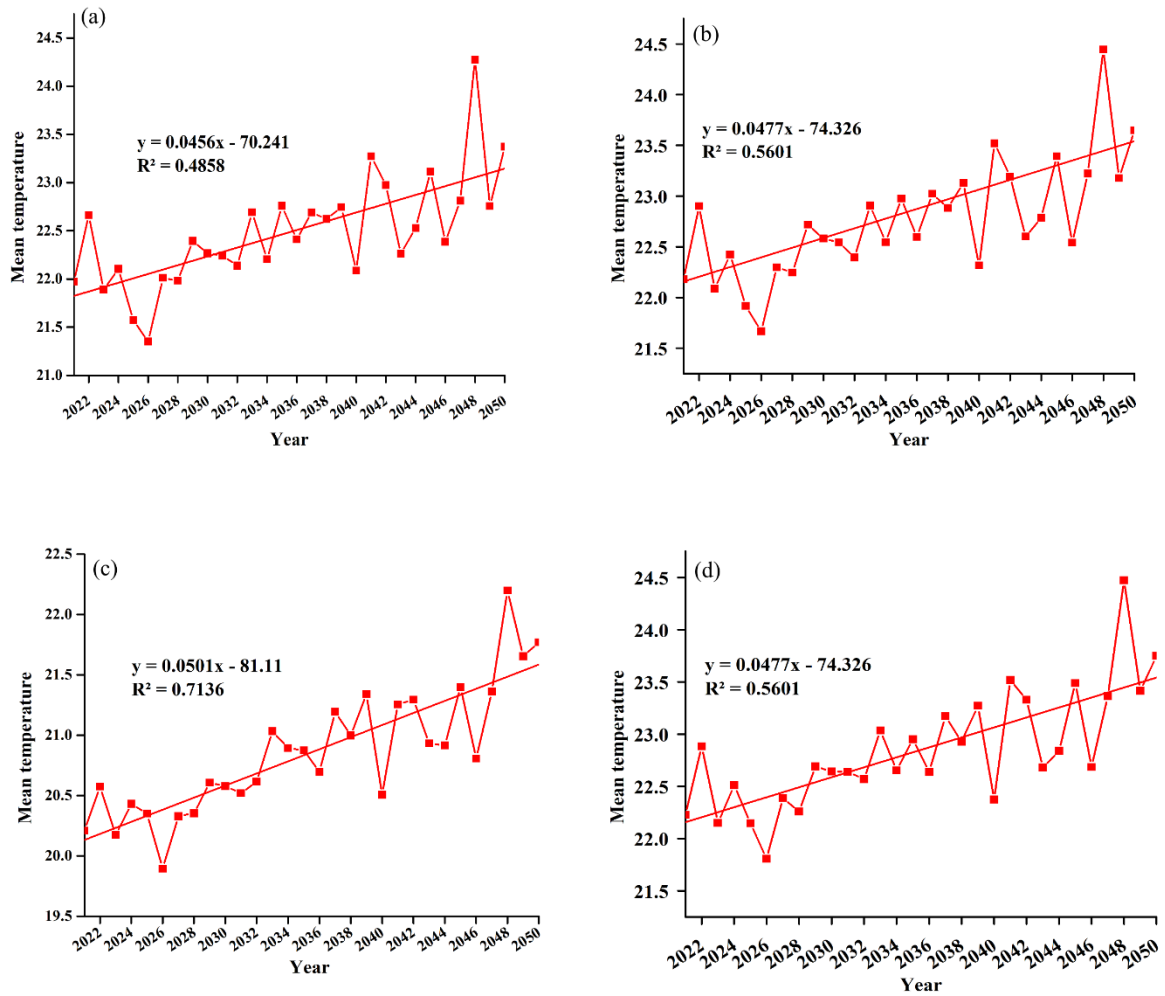 (a)
24.5
24.0
23.5
23.0
22.5
22.0
21.5
21.0
Mean temperature
y = 0.0456x - 70.241
R² = 0.4858
2022 2024 2026 2028 2030 2032 2034 2036 2038 2040 2042 2044 2046 2048 2050
Year
(b)
24.5
24.0
23.5
23.0
22.5
22.0
21.5
Mean temperature
y = 0.0477x - 74.326
R² = 0.5601
2022 2024 2026 2028 2030 2032 2034 2036 2038 2040 2042 2044 2046 2048 2050
Year
(c)
22.5
22.0
21.5
21.0
20.5
20.0
19.5
Mean temperature
y = 0.0501x - 81.11
R² = 0.7136
2022 2024 2026 2028 2030 2032 2034 2036 2038 2040 2042 2044 2046 2048 2050
Year
(d)
24.5
24.0
23.5
23.0
22.5
22.0
21.5
Mean temperature
y = 0.0477x - 74.326
R² = 0.5601
2022 2024 2026 2028 2030 2032 2034 2036 2038 2040 2042 2044 2046 2048 2050
Year